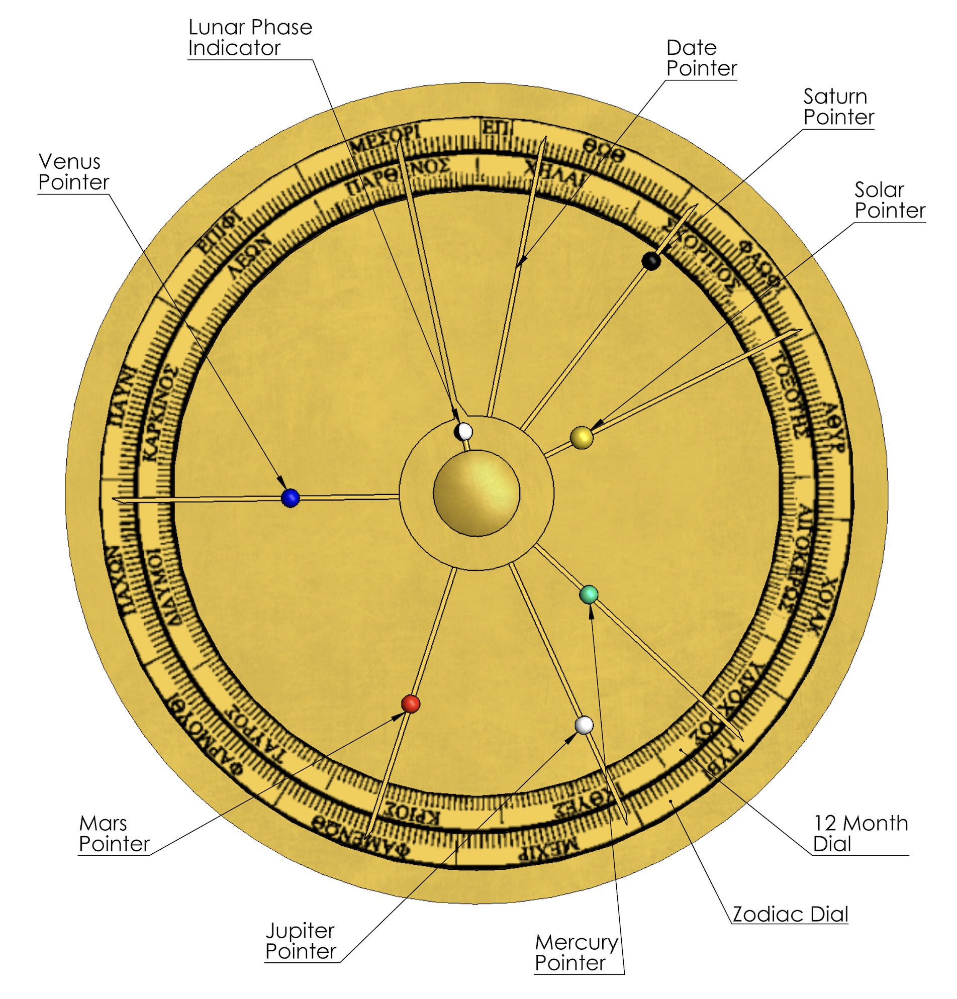 Lunar Phase
Indicator
Date
Pointer
Saturn
Pointer
Venus
Pointer
Solar
Pointer
ΜΕΣΟΡΙ
ΕΠ
ΘΩΘ
ΦΑΩΦΙ
ΑΘΥΡ
ΧΟΙΑΚ
ΤΥΒΙ
ΜΕΧΙΡ
ΦΑΜΕΝΩΘ
ΦΑΡΜΟΥΘΙ
ΠΑΧΩΝ
ΠΑΥΝΙ
ΕΠΙΦΙ
ΠΑΡΘΕΝΟΣ
ΧΗΛΑΙ
ΣΚΟΡΠΙΟΣ
ΤΟΞΟΤΗΣ
ΑΙΓΟΚΕΡΩΣ
ΥΔΡΟΧΟΟΣ
ΙΧΘΥΕΣ
ΚΡΙΟΣ
ΤΑΥΡΟΣ
ΔΙΔΥΜΟΙ
ΚΑΡΚΙΝΟΣ
ΛΕΩΝ
Mars
Pointer
12 Month
Dial
Zodiac Dial
Jupiter
Pointer
Mercury
Pointer